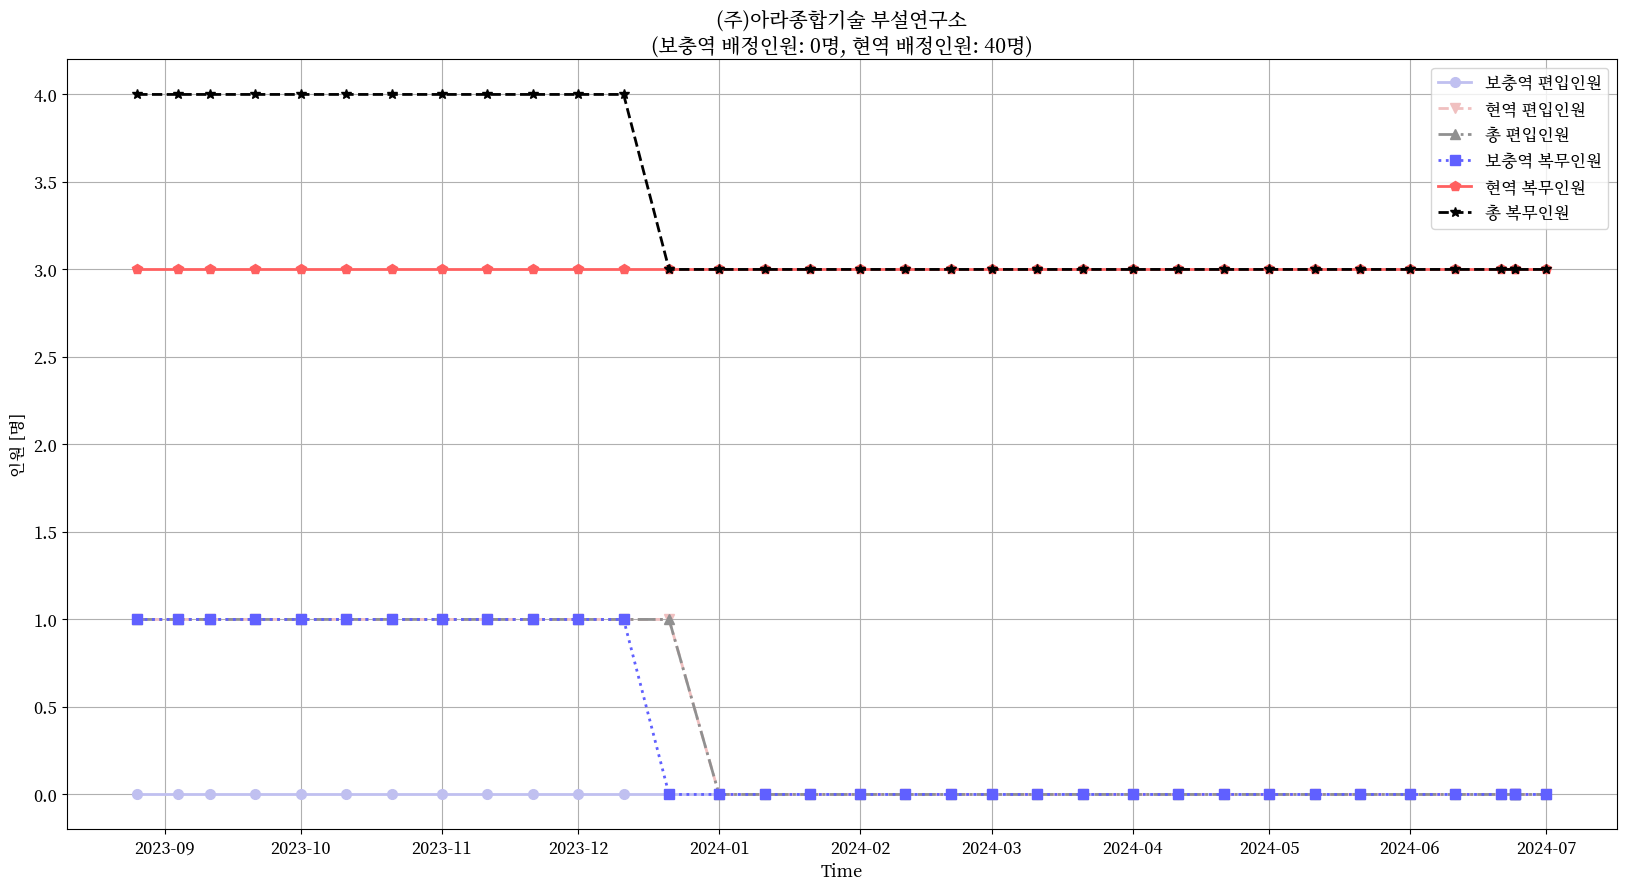 (주)아라종합기술 부설연구소
(보충역 배정인원: 0명, 현역 배정인원: 40명)
보충역 편입인원
현역 편입인원
총 편입인원
보충역 복무인원
현역 복무인원
총 복무인원
인원 [명]
4.0
3.5
3.0
2.5
2.0
1.5
1.0
0.5
0.0
2023-09
2023-10
2023-11
2023-12
2024-01
2024-02
2024-03
2024-04
2024-05
2024-06
2024-07
Time